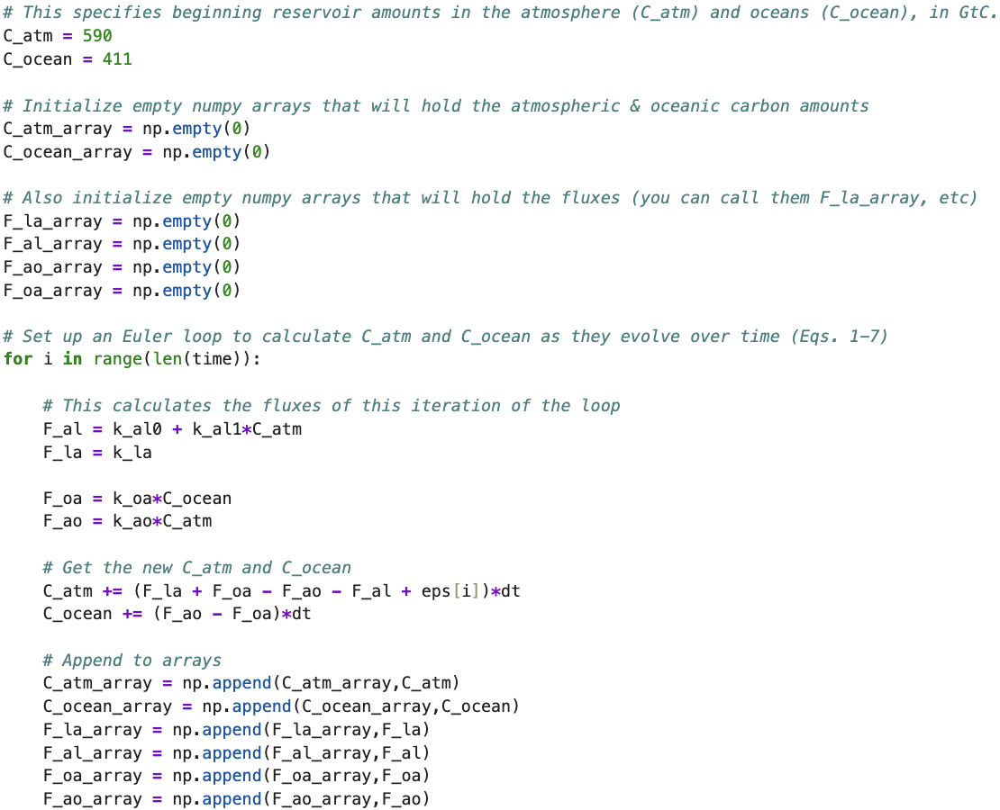 # This specifies beginning reservoir amounts in the atmosphere (C_atm) and oceans (C_ocean), in GtC.
C_atm = 590
C_ocean = 411

# Initialize empty numpy arrays that will hold the atmospheric & oceanic carbon amounts
C_atm_array = np.empty(0)
C_ocean_array = np.empty(0)

# Also initialize empty numpy arrays that will hold the fluxes (you can call them F_la_array, etc)
F_la_array = np.empty(0)
F_al_array = np.empty(0)
F_ao_array = np.empty(0)
F_oa_array = np.empty(0)

# Set up an Euler loop to calculate C_atm and C_ocean as they evolve over time (Eqs. 1-7)
for i in range(len(time)):

    # This calculates the fluxes of this iteration of the loop
    F_al = k_al0 + k_al1*C_atm
    F_la = k_la

    F_oa = k_oa*C_ocean
    F_ao = k_ao*C_atm

    # Get the new C_atm and C_ocean
    C_atm += (F_la + F_oa - F_ao - F_al + eps[i])*dt
    C_ocean += (F_ao - F_oa)*dt

    # Append to arrays
    C_atm_array = np.append(C_atm_array,C_atm)
    C_ocean_array = np.append(C_ocean_array,C_ocean)
    F_la_array = np.append(F_la_array,F_la)
    F_al_array = np.append(F_al_array,F_al)
    F_oa_array = np.append(F_oa_array,F_oa)
    F_ao_array = np.append(F_ao_array,F_ao)